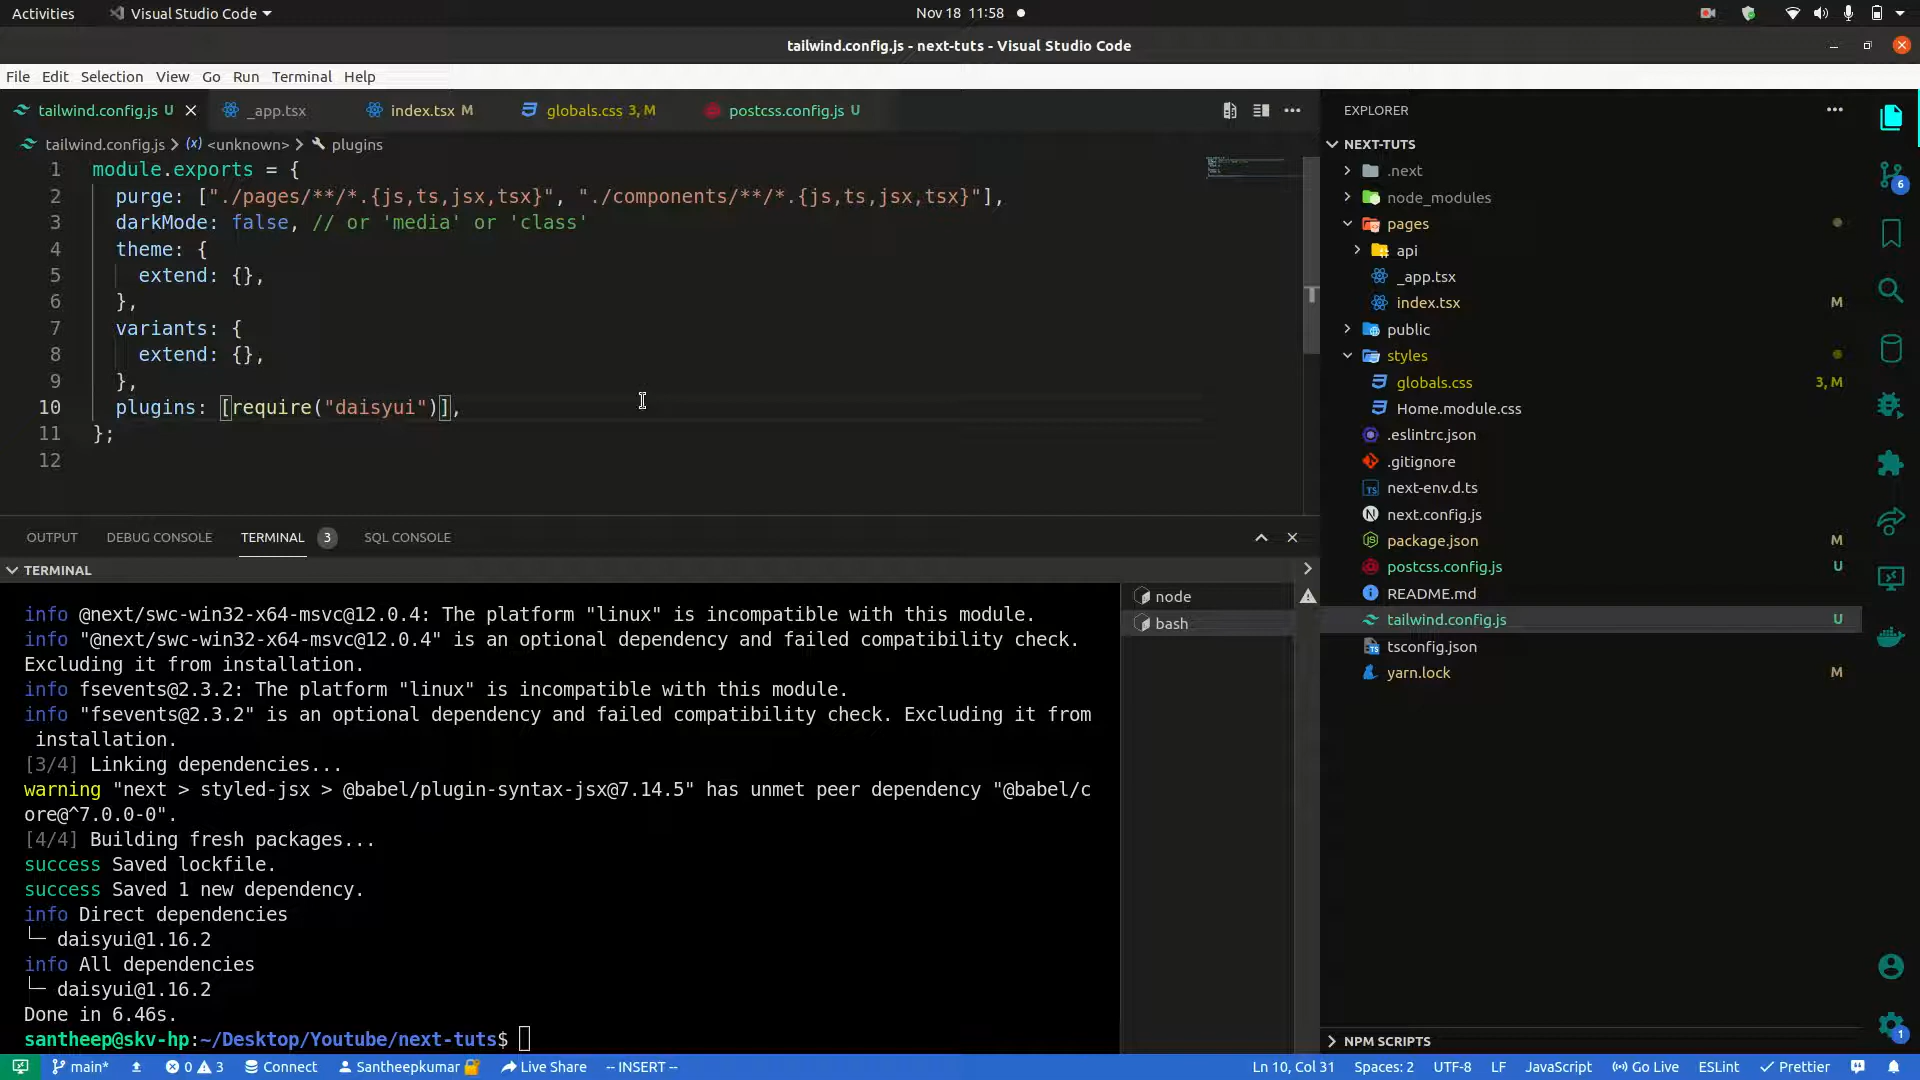 Activities
Visual Studio Code
Nov 18 11:58
tailwind.config.js - next-tuts - Visual Studio Code
File Edit Selection View Go Run Terminal Help
tailwind.config.js U
_app.tsx
index.tsx M
globals.css 3, M
postcss.config.js U
tailwind.config.js > <unknown> > plugins
1 module.exports = {
2 purge: ["./pages/**/*.{js,ts,jsx,tsx}", "./components/**/*.{js,ts,jsx,tsx}"],
3 darkMode: false, // or 'media' or 'class'
4 theme: {
5 extend: {},
6 },
7 variants: {
8 extend: {},
9 },
10 plugins: [require("daisyui")],
11 };
12
OUTPUT DEBUG CONSOLE TERMINAL 3 SQL CONSOLE
TERMINAL
info @next/swc-win32-x64-msvc@12.0.4: The platform "linux" is incompatible with this module.
info "@next/swc-win32-x64-msvc@12.0.4" is an optional dependency and failed compatibility check.
Excluding it from installation.
info fsevents@2.3.2: The platform "linux" is incompatible with this module.
info "fsevents@2.3.2" is an optional dependency and failed compatibility check. Excluding it from
installation.
[3/4] Linking dependencies...
warning "next > styled-jsx > @babel/plugin-syntax-jsx@7.14.5" has unmet peer dependency "@babel/c
ore@^7.0.0-0".
[4/4] Building fresh packages...
success Saved lockfile.
success Saved 1 new dependency.
info Direct dependencies
└─ daisyui@1.16.2
info All dependencies
└─ daisyui@1.16.2
Done in 6.46s.
santheep@skv-hp:~/Desktop/Youtube/next-tuts$
node
bash
EXPLORER
NEXT-TUTS
.next
node_modules
pages
api
_app.tsx
index.tsx M
public
styles
globals.css 3, M
Home.module.css
.eslintrc.json
.gitignore
next-env.d.ts
next.config.js
package.json M
postcss.config.js U
README.md
tailwind.config.js U
tsconfig.json
yarn.lock M
NPM SCRIPTS
6
1
main* 0 3 Connect Santheepkumar Live Share -- INSERT -- Ln 10, Col 31 Spaces: 2 UTF-8 LF JavaScript Go Live ESLint Prettier